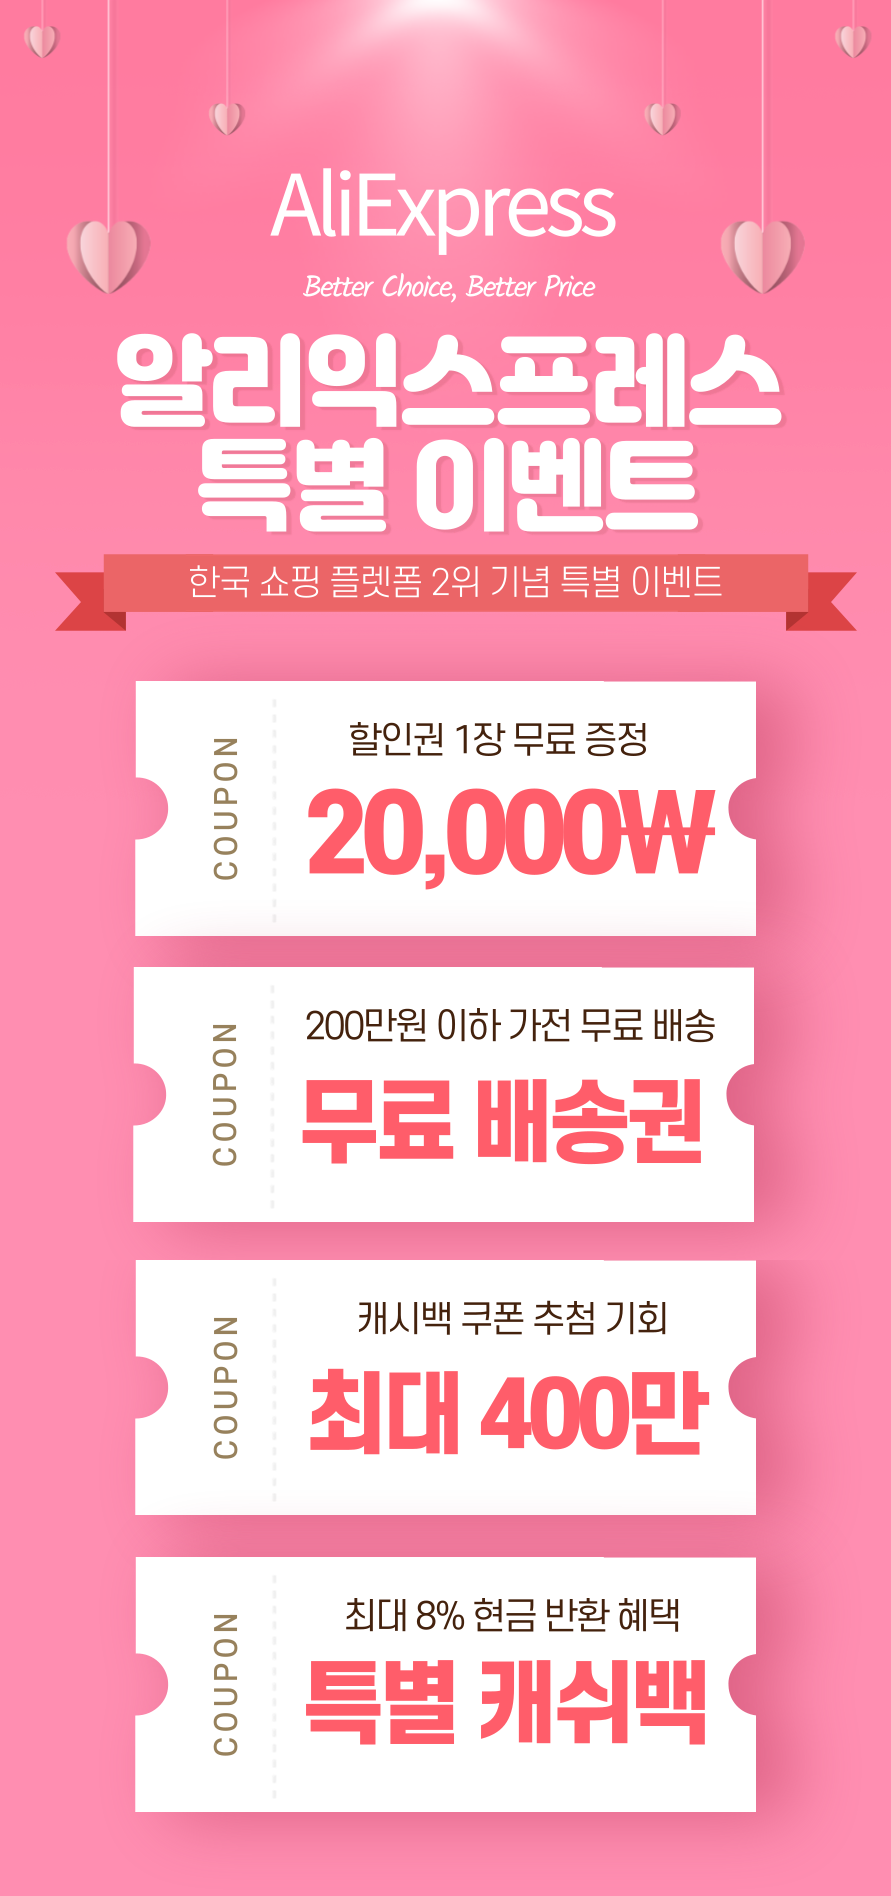 AliExpress
Better Choice, Better Price
알리익스프레스
특별 이벤트
한국 쇼핑 플렛폼 2위 기념 특별 이벤트
COUPON
할인권 1장 무료 증정
20,000₩
COUPON
200만원 이하 가전 무료 배송
무료 배송권
COUPON
캐시백 쿠폰 추첨 기회
최대 400만
COUPON
최대 8% 현금 반환 혜택
특별 캐쉬백